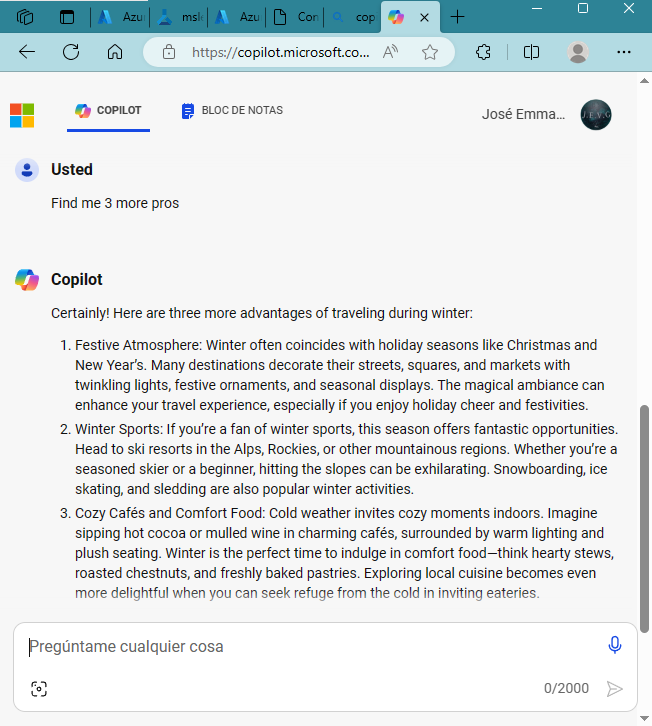 Azu
msl
Azu
Con
cop
https://copilot.microsoft.co...
COPILOT
BLOC DE NOTAS
José Emma...
J.E.V.G
Usted
Find me 3 more pros
Copilot
Certainly! Here are three more advantages of traveling during winter:
1. Festive Atmosphere: Winter often coincides with holiday seasons like Christmas and
New Year's. Many destinations decorate their streets, squares, and markets with
twinkling lights, festive ornaments, and seasonal displays. The magical ambiance can
enhance your travel experience, especially if you enjoy holiday cheer and festivities.
2. Winter Sports: If you're a fan of winter sports, this season offers fantastic opportunities.
Head to ski resorts in the Alps, Rockies, or other mountainous regions. Whether you're a
seasoned skier or a beginner, hitting the slopes can be exhilarating. Snowboarding, ice
skating, and sledding are also popular winter activities.
3. Cozy Cafés and Comfort Food: Cold weather invites cozy moments indoors. Imagine
sipping hot cocoa or mulled wine in charming cafés, surrounded by warm lighting and
plush seating. Winter is the perfect time to indulge in comfort food—think hearty stews,
roasted chestnuts, and freshly baked pastries. Exploring local cuisine becomes even
more delightful when you can seek refuge from the cold in inviting eateries.
Pregúntame cualquier cosa
0/2000